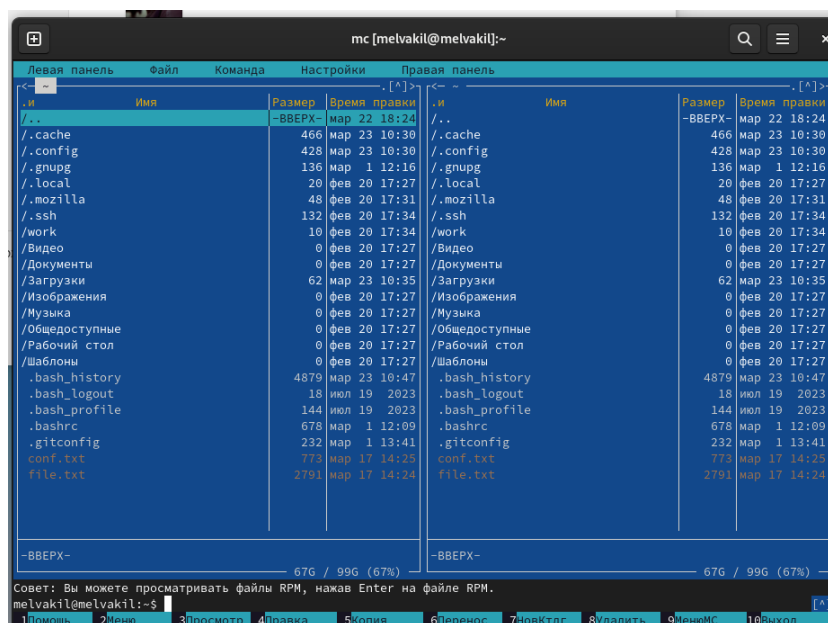 mc [melvakil@melvakil]:~
Левая панель Файл Команда Настройки Правая панель
<─ ~ ─.[^]>┐ <─ ~ ─.[^]>
.и Имя Размер Время правки .и Имя Размер Время правки
/.. -ВВЕРХ- мар 22 18:24 /.. -ВВЕРХ- мар 22 18:24
/.cache 466 мар 23 10:30 /.cache 466 мар 23 10:30
/.config 428 мар 23 10:30 /.config 428 мар 23 10:30
/.gnupg 136 мар 1 12:16 /.gnupg 136 мар 1 12:16
/.local 20 фев 20 17:27 /.local 20 фев 20 17:27
/.mozilla 48 фев 20 17:31 /.mozilla 48 фев 20 17:31
/.ssh 132 фев 20 17:34 /.ssh 132 фев 20 17:34
/work 10 фев 20 17:34 /work 10 фев 20 17:34
/Видео 0 фев 20 17:27 /Видео 0 фев 20 17:27
/Документы 0 фев 20 17:27 /Документы 0 фев 20 17:27
/Загрузки 62 мар 23 10:35 /Загрузки 62 мар 23 10:35
/Изображения 0 фев 20 17:27 /Изображения 0 фев 20 17:27
/Музыка 0 фев 20 17:27 /Музыка 0 фев 20 17:27
/Общедоступные 0 фев 20 17:27 /Общедоступные 0 фев 20 17:27
/Рабочий стол 0 фев 20 17:27 /Рабочий стол 0 фев 20 17:27
/Шаблоны 0 фев 20 17:27 /Шаблоны 0 фев 20 17:27
.bash_history 4879 мар 23 10:47 .bash_history 4879 мар 23 10:47
.bash_logout 18 июл 19 2023 .bash_logout 18 июл 19 2023
.bash_profile 144 июл 19 2023 .bash_profile 144 июл 19 2023
.bashrc 678 мар 1 12:09 .bashrc 678 мар 1 12:09
.gitconfig 232 мар 1 13:41 .gitconfig 232 мар 1 13:41
conf.txt 773 мар 17 14:25 conf.txt 773 мар 17 14:25
file.txt 2791 мар 17 14:24 file.txt 2791 мар 17 14:24
-ВВЕРХ- -ВВЕРХ-
67G / 99G (67%) 67G / 99G (67%)
Совет: Вы можете просматривать файлы RPM, нажав Enter на файле RPM.
melvakil@melvakil:~$ [^]
1Помощь 2Меню 3Просмотр 4Правка 5Копия 6Перенос 7НовКтлг 8Удалить 9МенюМС 10Выход